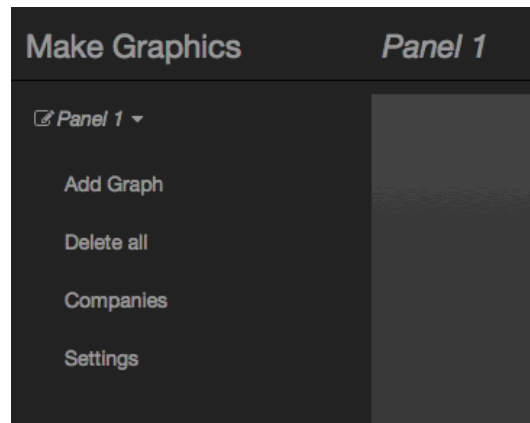 Make Graphics
Panel 1
Panel 1
Add Graph
Delete all
Companies
Settings